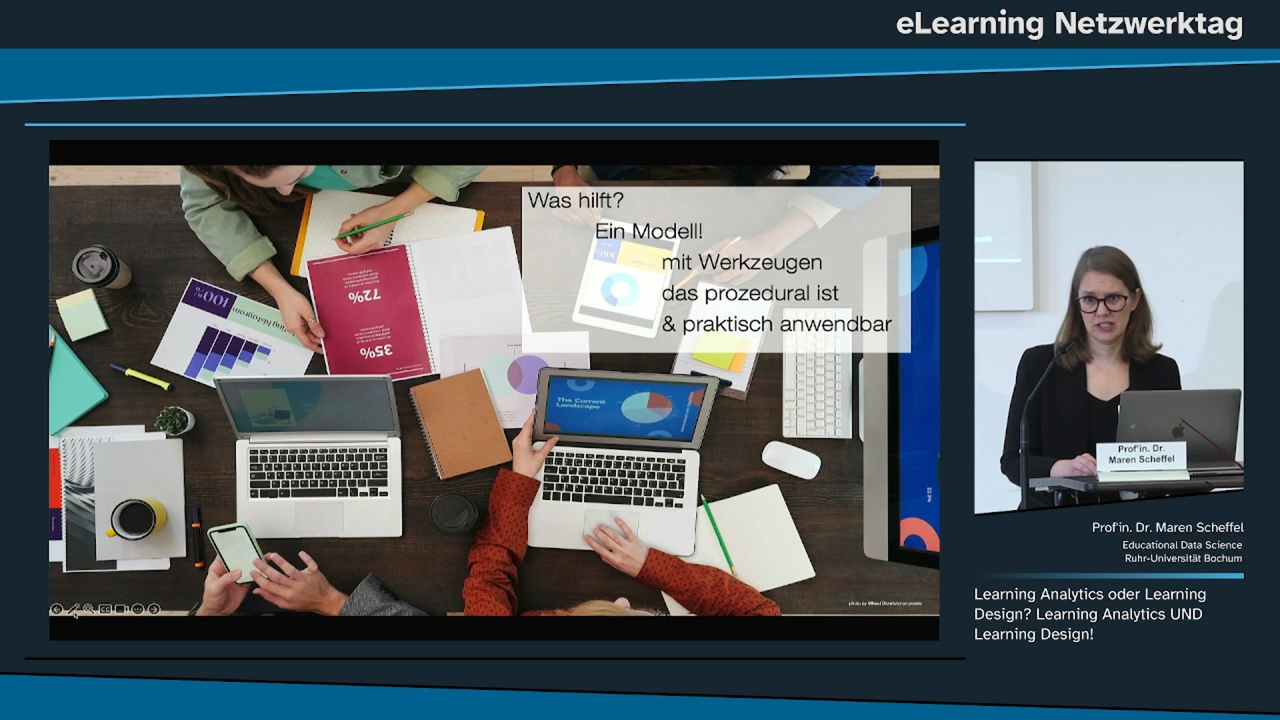 eLearning Netzwerktag
Was hilft?
Ein Modell!
mit Werkzeugen
das prozedural ist
& praktisch anwendbar
100%
72%
35%
The Current
Landscape
Prof'in. Dr.
Maren Scheffel
Prof'in. Dr. Maren Scheffel
Educational Data Science
Ruhr-Universität Bochum
Learning Analytics oder Learning
Design? Learning Analytics UND
Learning Design!